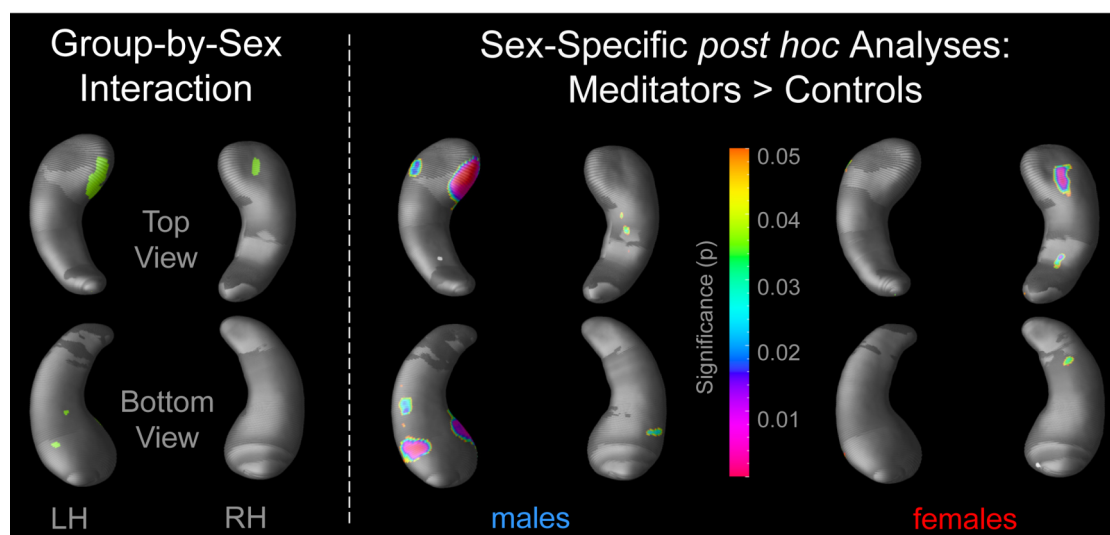 Group-by-Sex
Interaction
Sex-Specific post hoc Analyses:
Meditators > Controls
Top
View
Bottom
View
LH
RH
Significance (p)
0.05
0.04
0.03
0.02
0.01
males
females